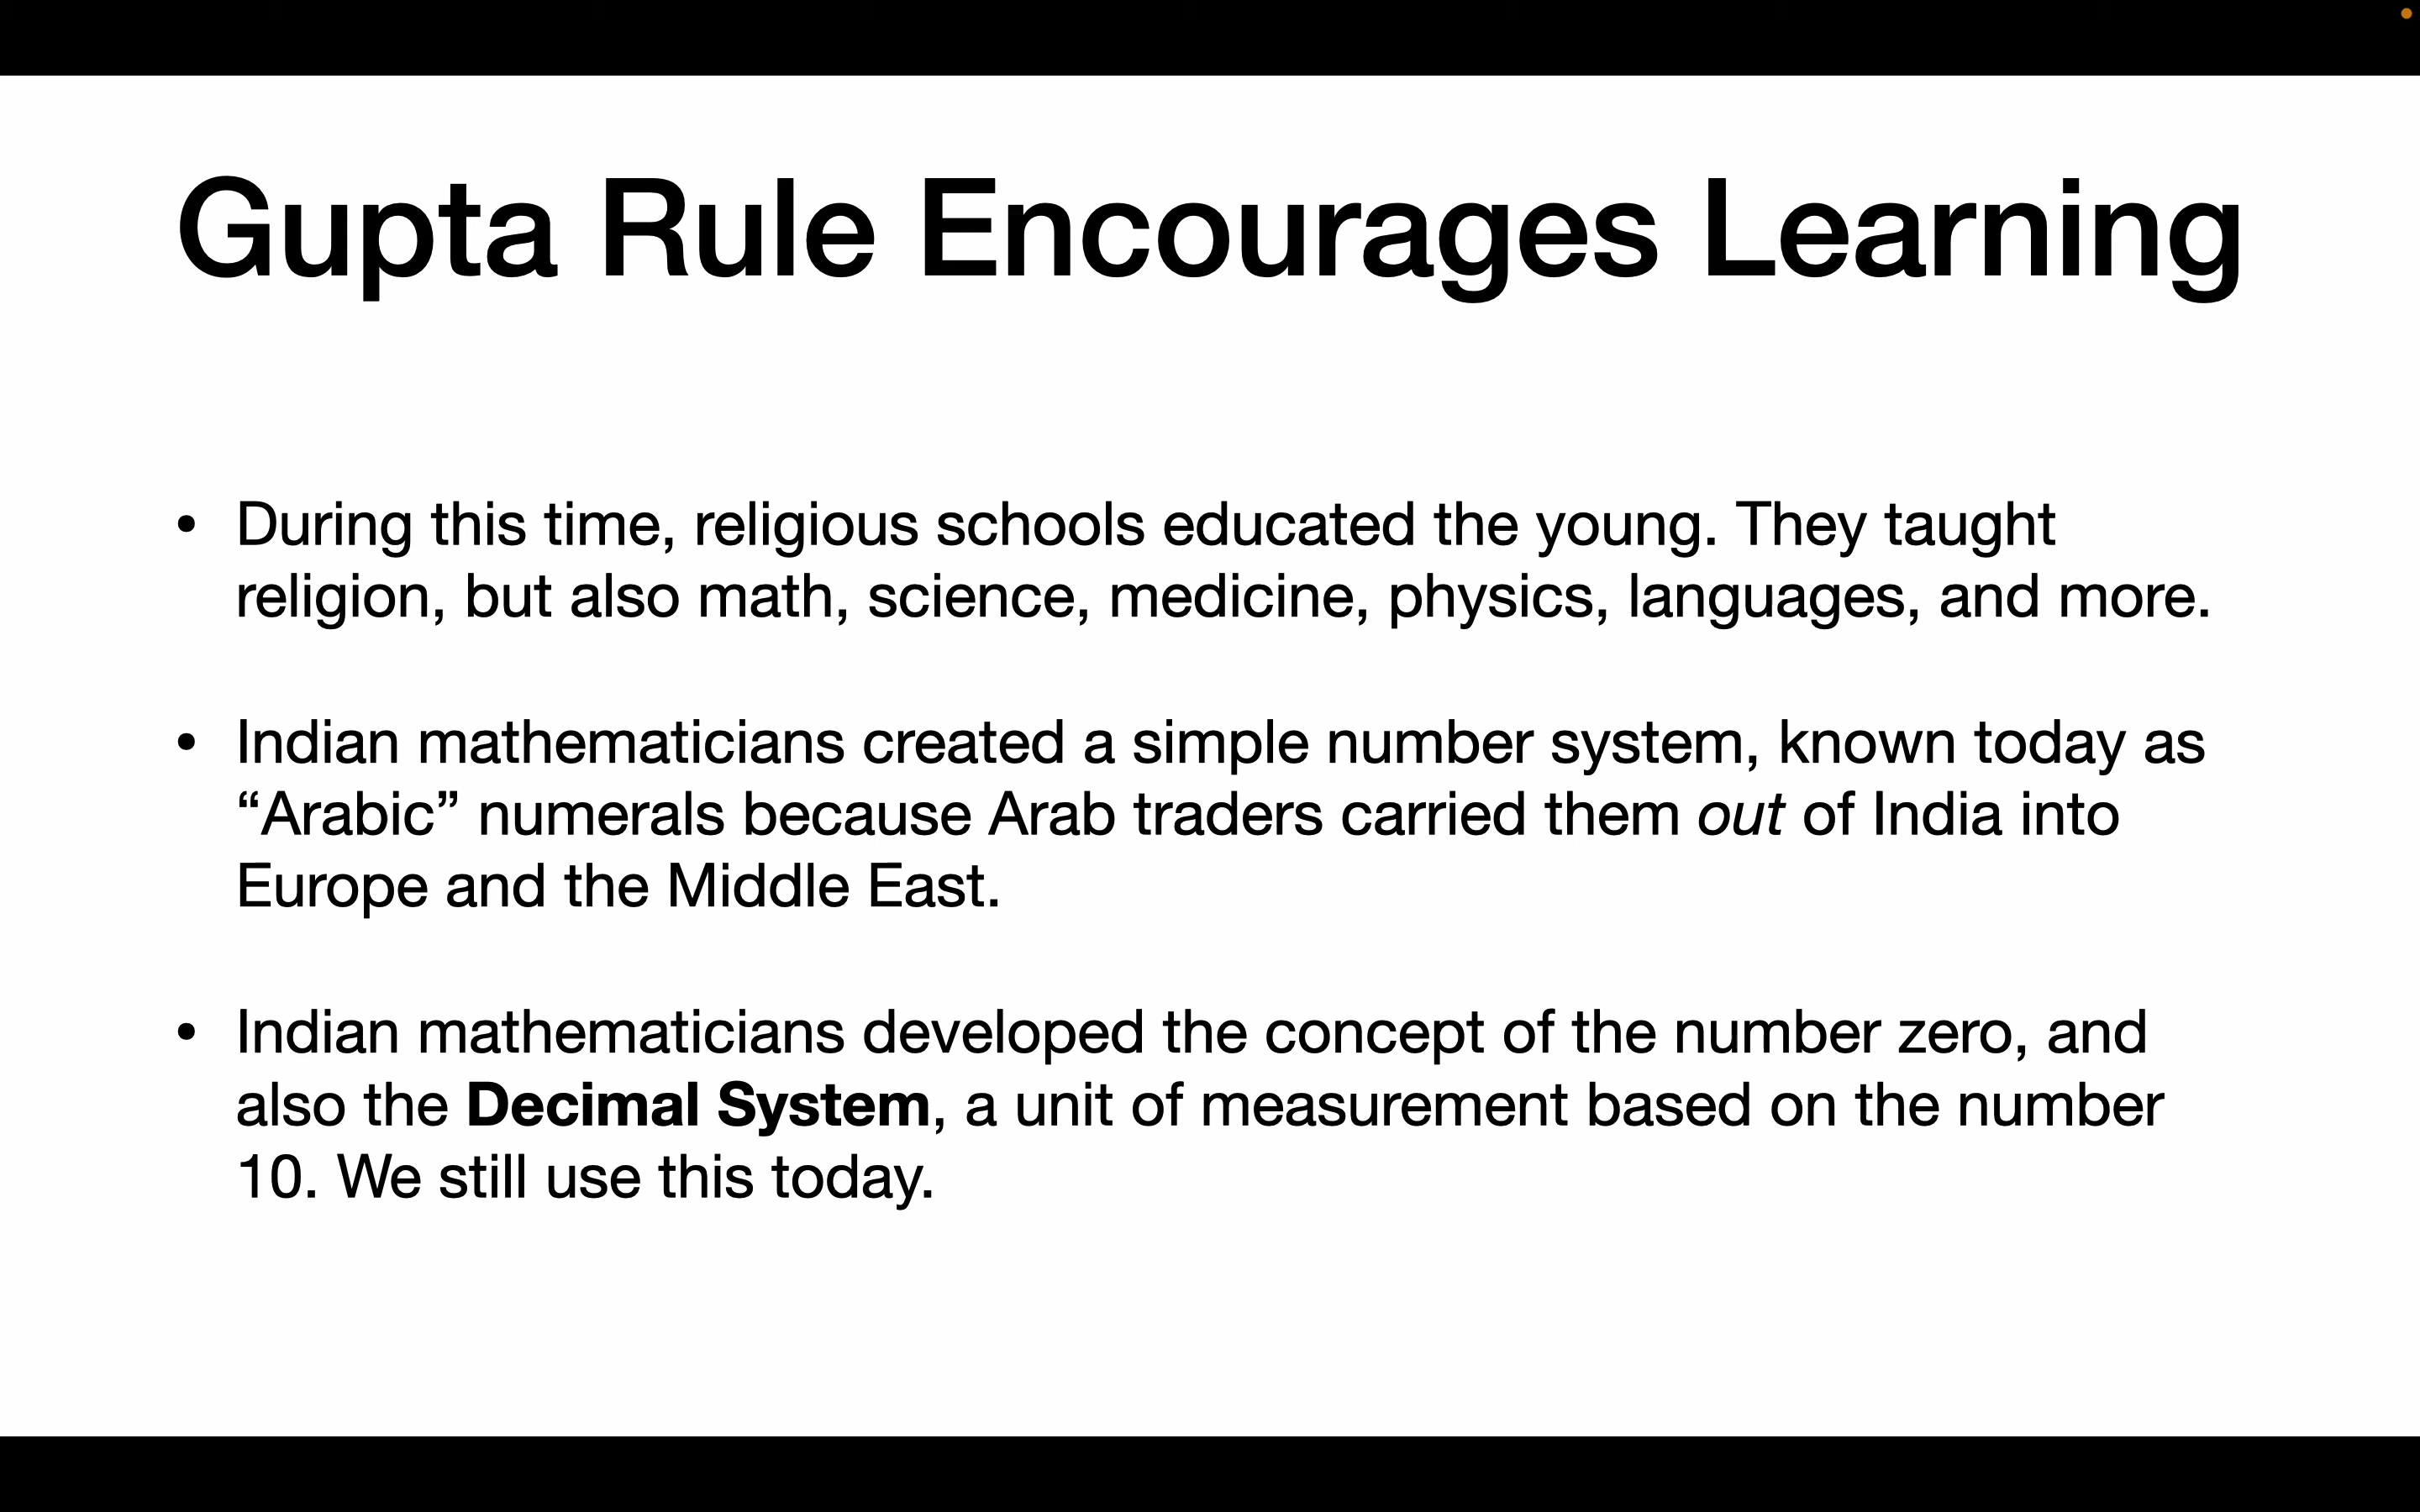 Gupta Rule Encourages Learning
• During this time, religious schools educated the young. They taught
religion, but also math, science, medicine, physics, languages, and more.
• Indian mathematicians created a simple number system, known today as
“Arabic” numerals because Arab traders carried them out of India into
Europe and the Middle East.
• Indian mathematicians developed the concept of the number zero, and
also the Decimal System, a unit of measurement based on the number
10. We still use this today.